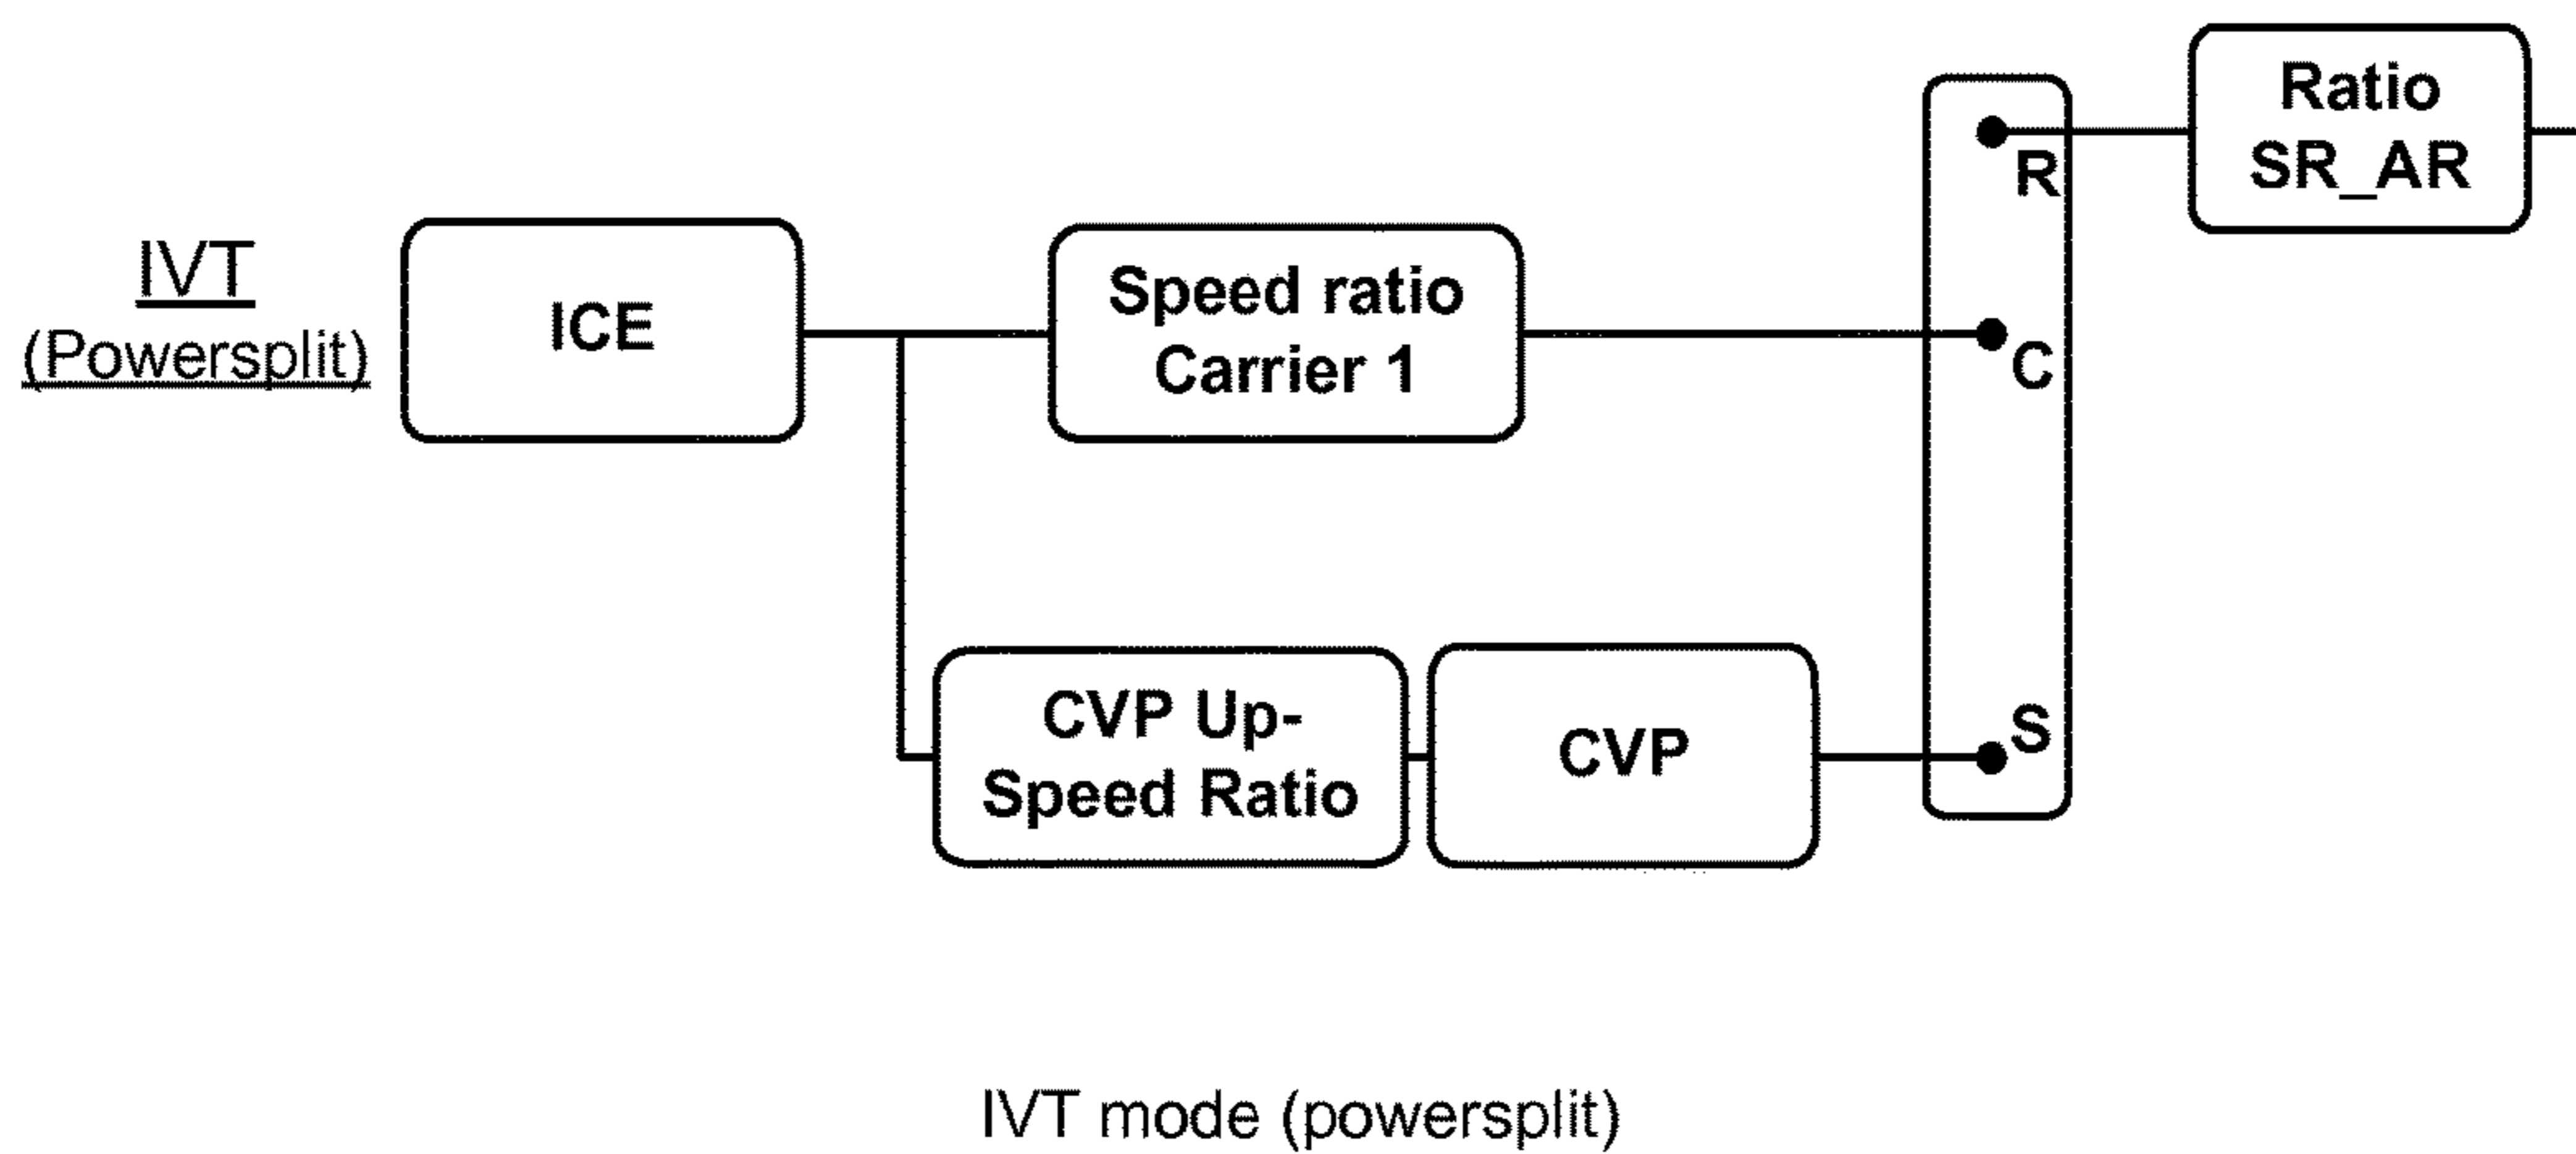 IVT
(Powersplit)
ICE
Speed ratio
Carrier 1
CVP Up-
Speed Ratio
CVP
R
C
S
Ratio
SR_AR
IVT mode (powersplit)